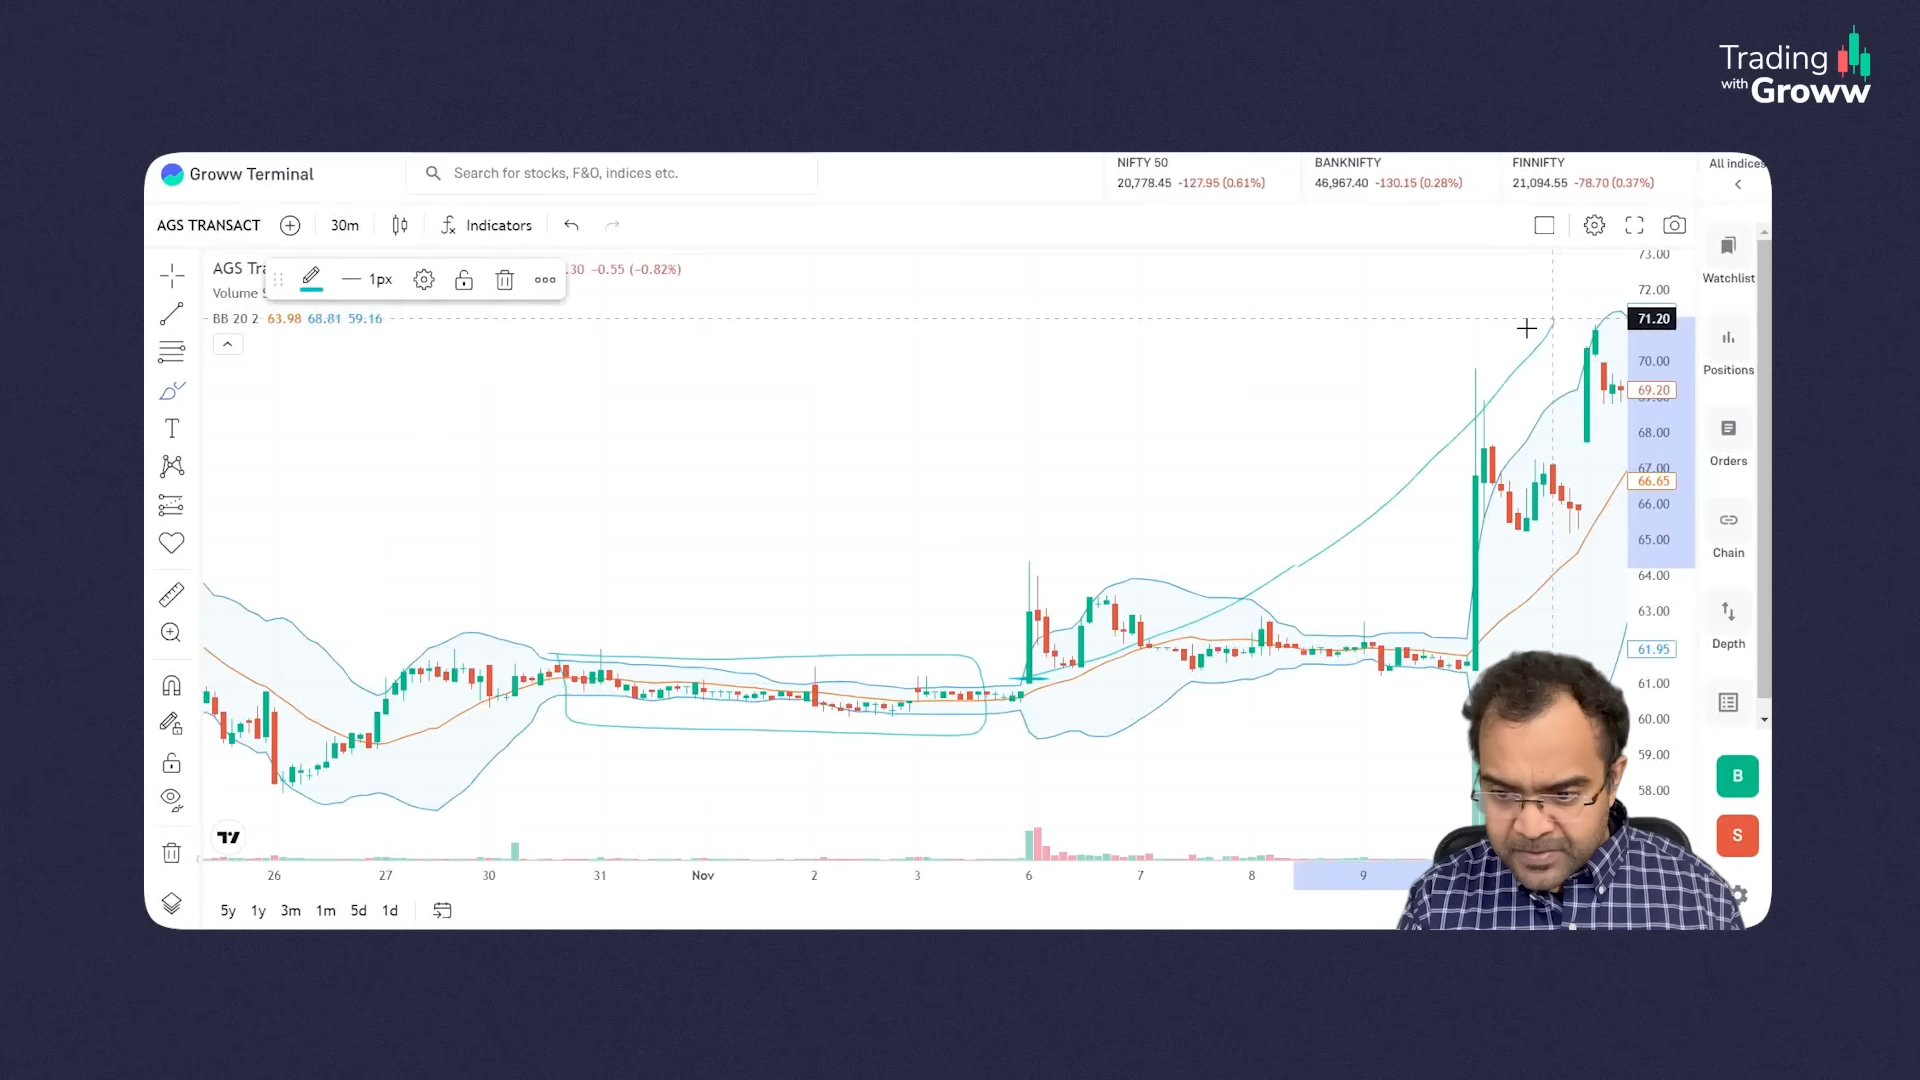 Trading
with Groww
Groww Terminal
Search for stocks, F&O, indices etc.
NIFTY 50
20,778.45 -127.95 (0.61%)
BANKNIFTY
46,967.40 -130.15 (0.28%)
FINNIFTY
21,094.55 -78.70 (0.37%)
All indices
AGS TRANSACT
30m
Indicators
AGS Tra
1px
.30 −0.55 (−0.82%)
Volume
BB 20 2 63.98 68.81 59.16
73.00
72.00
71.20
70.00
69.20
68.00
67.00
66.65
66.00
65.00
64.00
63.00
61.95
61.00
60.00
59.00
58.00
Watchlist
Positions
Orders
Chain
Depth
B
S
26 27 30 31 Nov 2 3 6 7 8 9
5y 1y 3m 1m 5d 1d